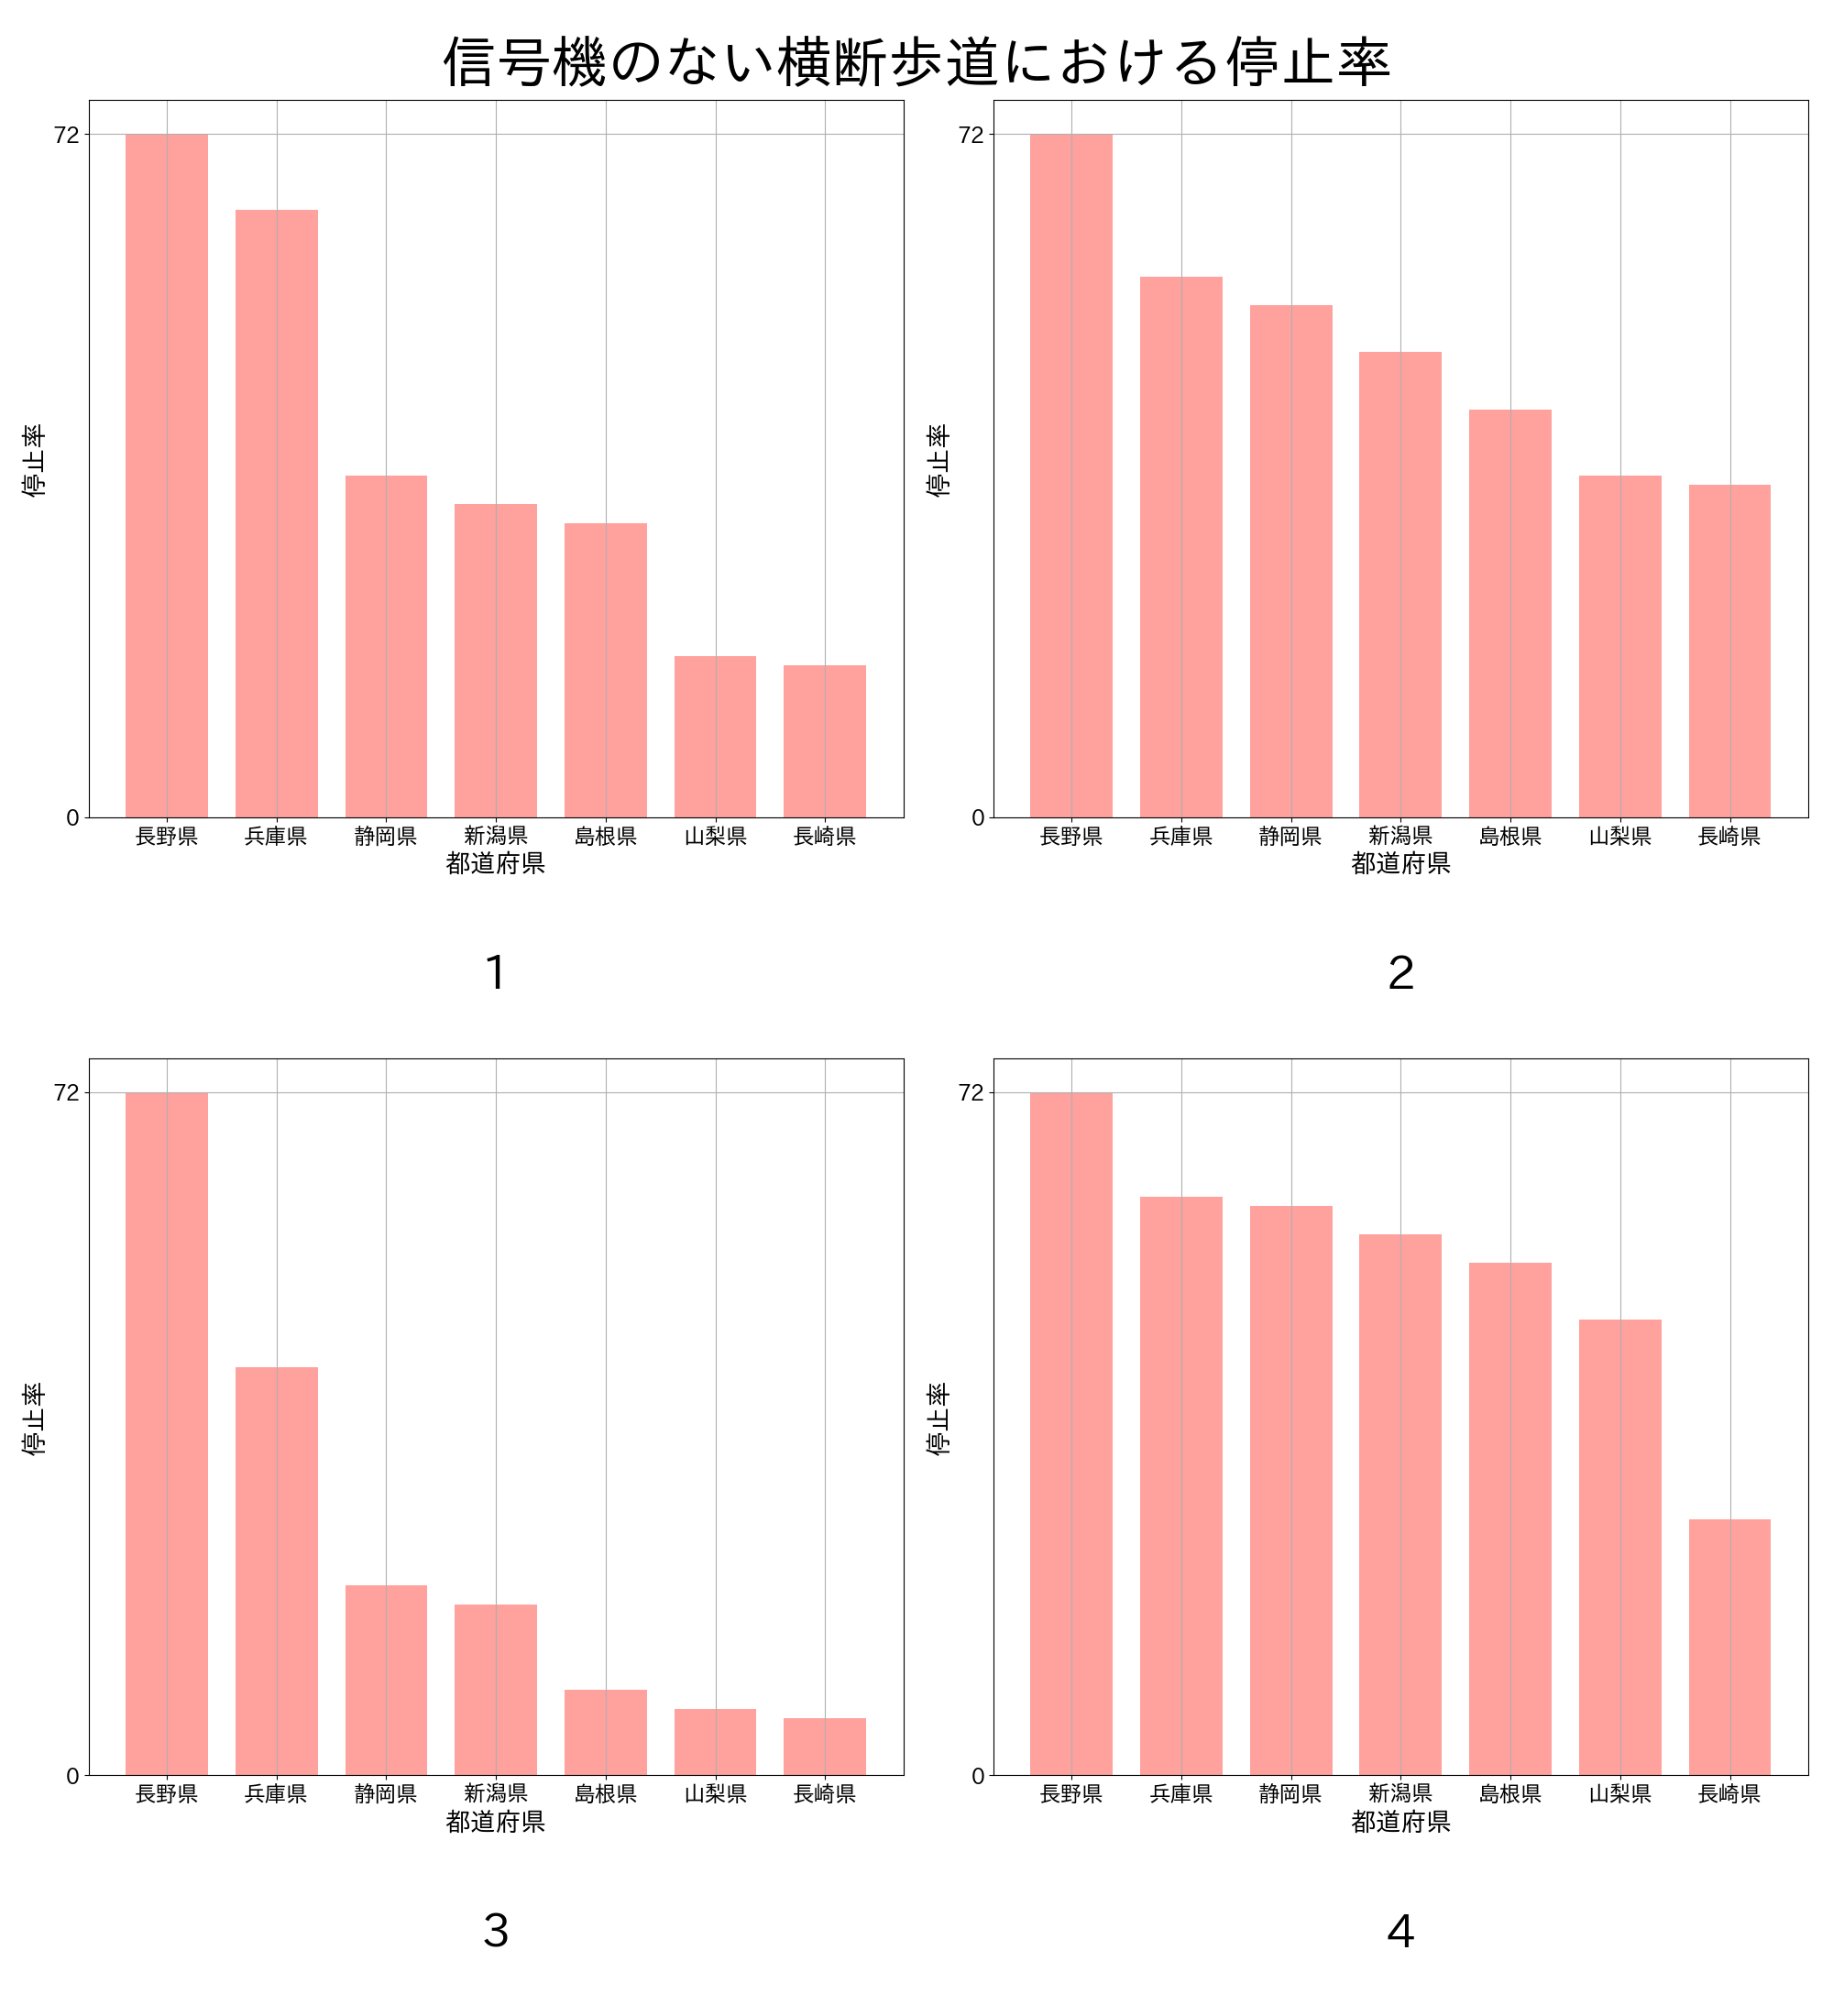 信号機のない横断歩道における停止率
72
0
停止率
長野県 兵庫県 静岡県 新潟県 島根県 山梨県 長崎県
都道府県
1
72
0
停止率
長野県 兵庫県 静岡県 新潟県 島根県 山梨県 長崎県
都道府県
2
72
0
停止率
長野県 兵庫県 静岡県 新潟県 島根県 山梨県 長崎県
都道府県
3
72
0
停止率
長野県 兵庫県 静岡県 新潟県 島根県 山梨県 長崎県
都道府県
4